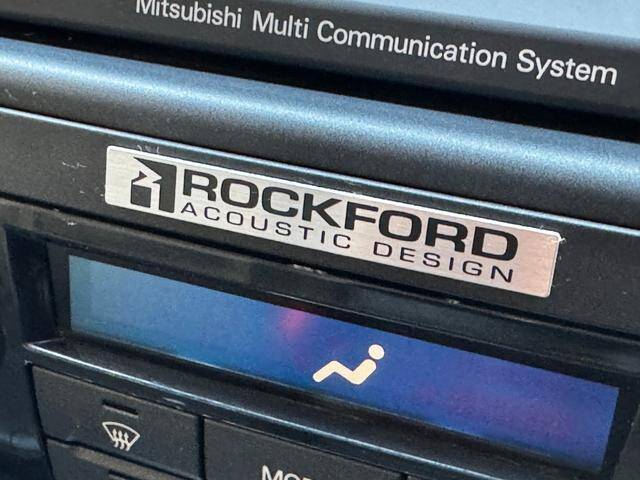 Mitsubishi Multi Communication System
ROCKFORD
ACOUSTIC DESIGN